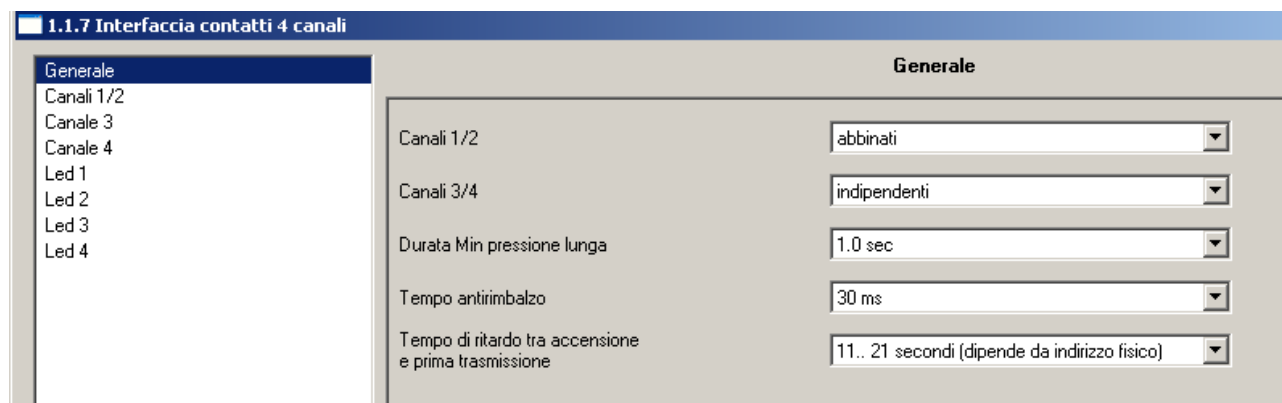 1.1.7 Interfaccia contatti 4 canali
Generale
Canali 1/2
Canale 3
Canale 4
Led 1
Led 2
Led 3
Led 4
Generale
Canali 1/2 abbinati
Canali 3/4 indipendenti
Durata Min pressione lunga 1.0 sec
Tempo antirimbalzo 30 ms
Tempo di ritardo tra accensione
e prima trasmissione 11.. 21 secondi (dipende da indirizzo fisico)